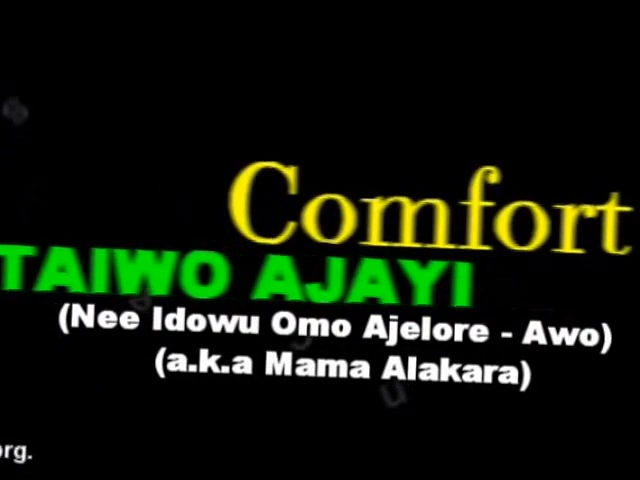 Comfort
TAIWO AJAYI
(Nee Idowu Omo Ajelore - Awo)
(a.k.a Mama Alakara)
org.